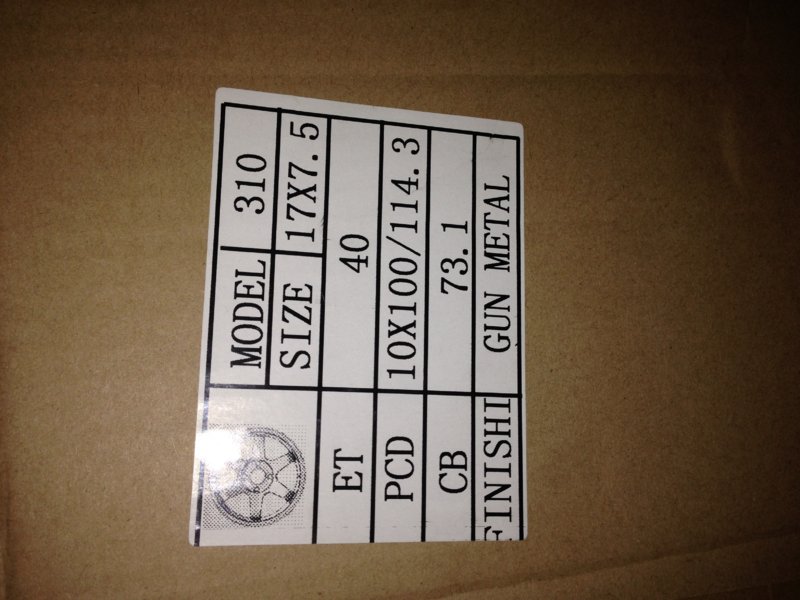 MODEL 310
SIZE 17X7.5
ET 40
PCD 10X100/114.3
CB 73.1
FINISHI GUN METAL